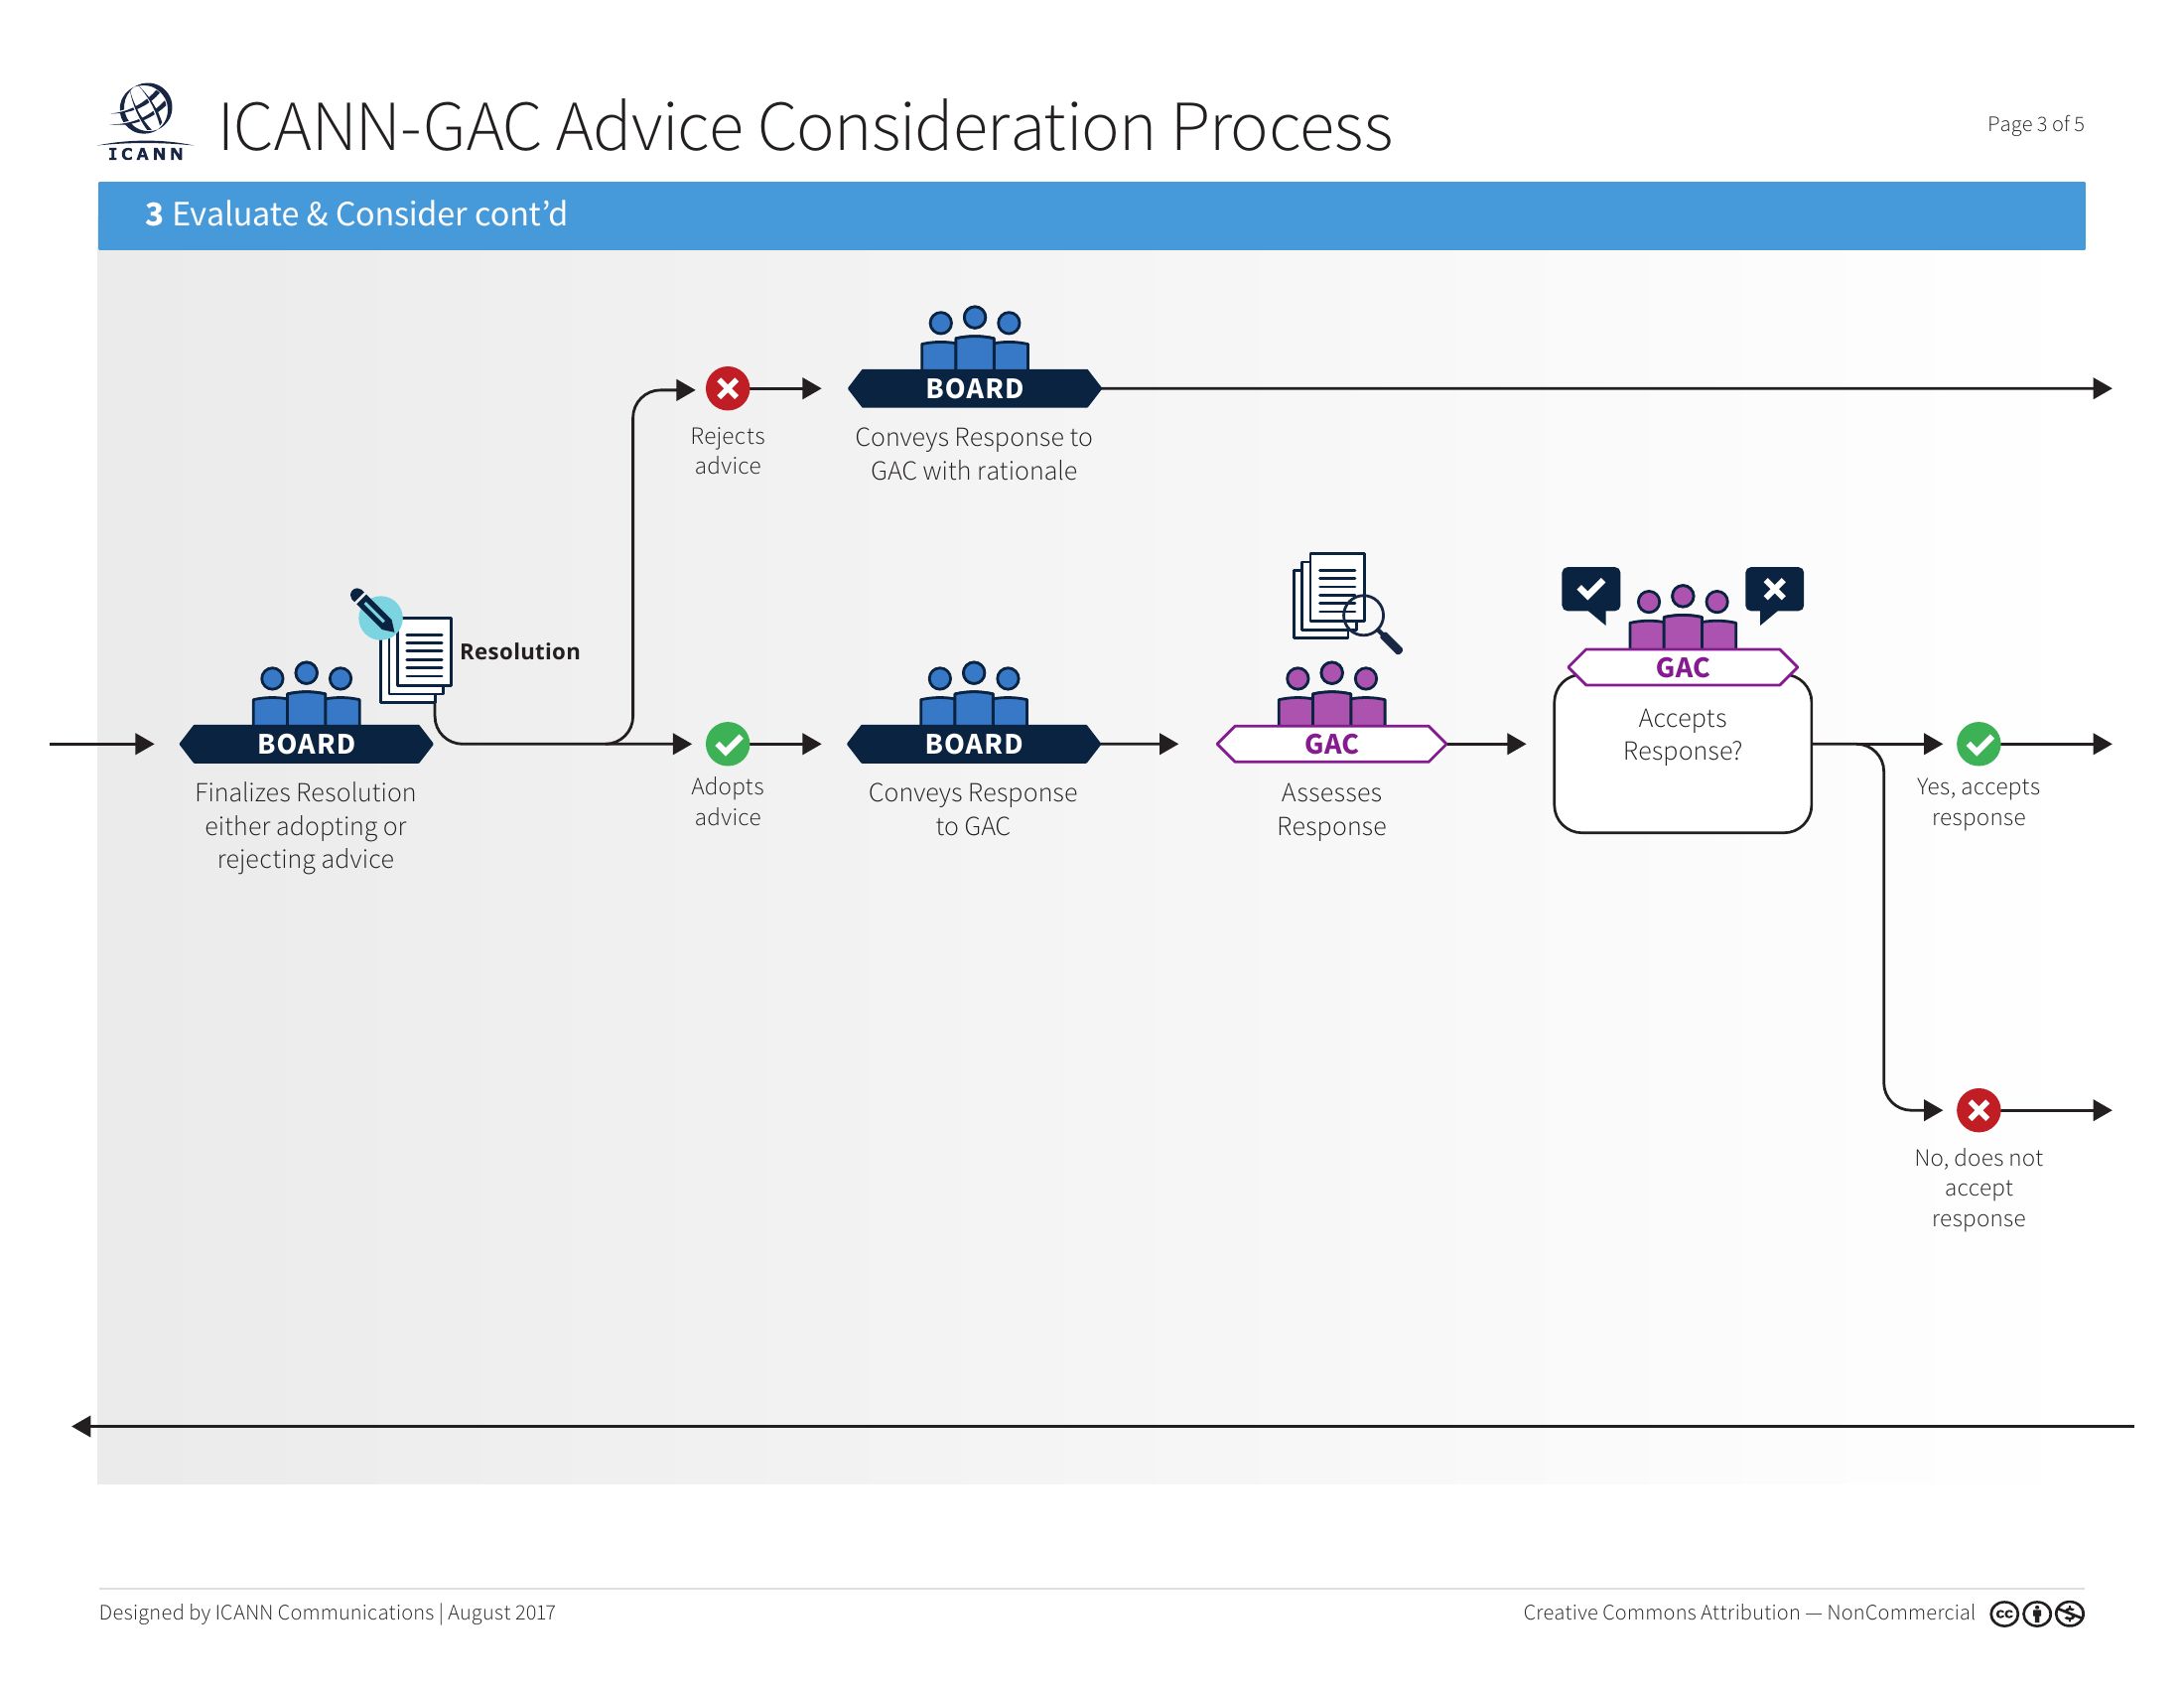 ICANN
ICANN-GAC Advice Consideration Process
Page 3 of 5
3 Evaluate & Consider cont’d
BOARD
Rejects
advice
Conveys Response to
GAC with rationale
Resolution
BOARD
Finalizes Resolution
either adopting or
rejecting advice
Adopts
advice
BOARD
Conveys Response
to GAC
GAC
Assesses
Response
GAC
Accepts
Response?
Yes, accepts
response
No, does not
accept
response
Designed by ICANN Communications | August 2017
Creative Commons Attribution — NonCommercial
cc